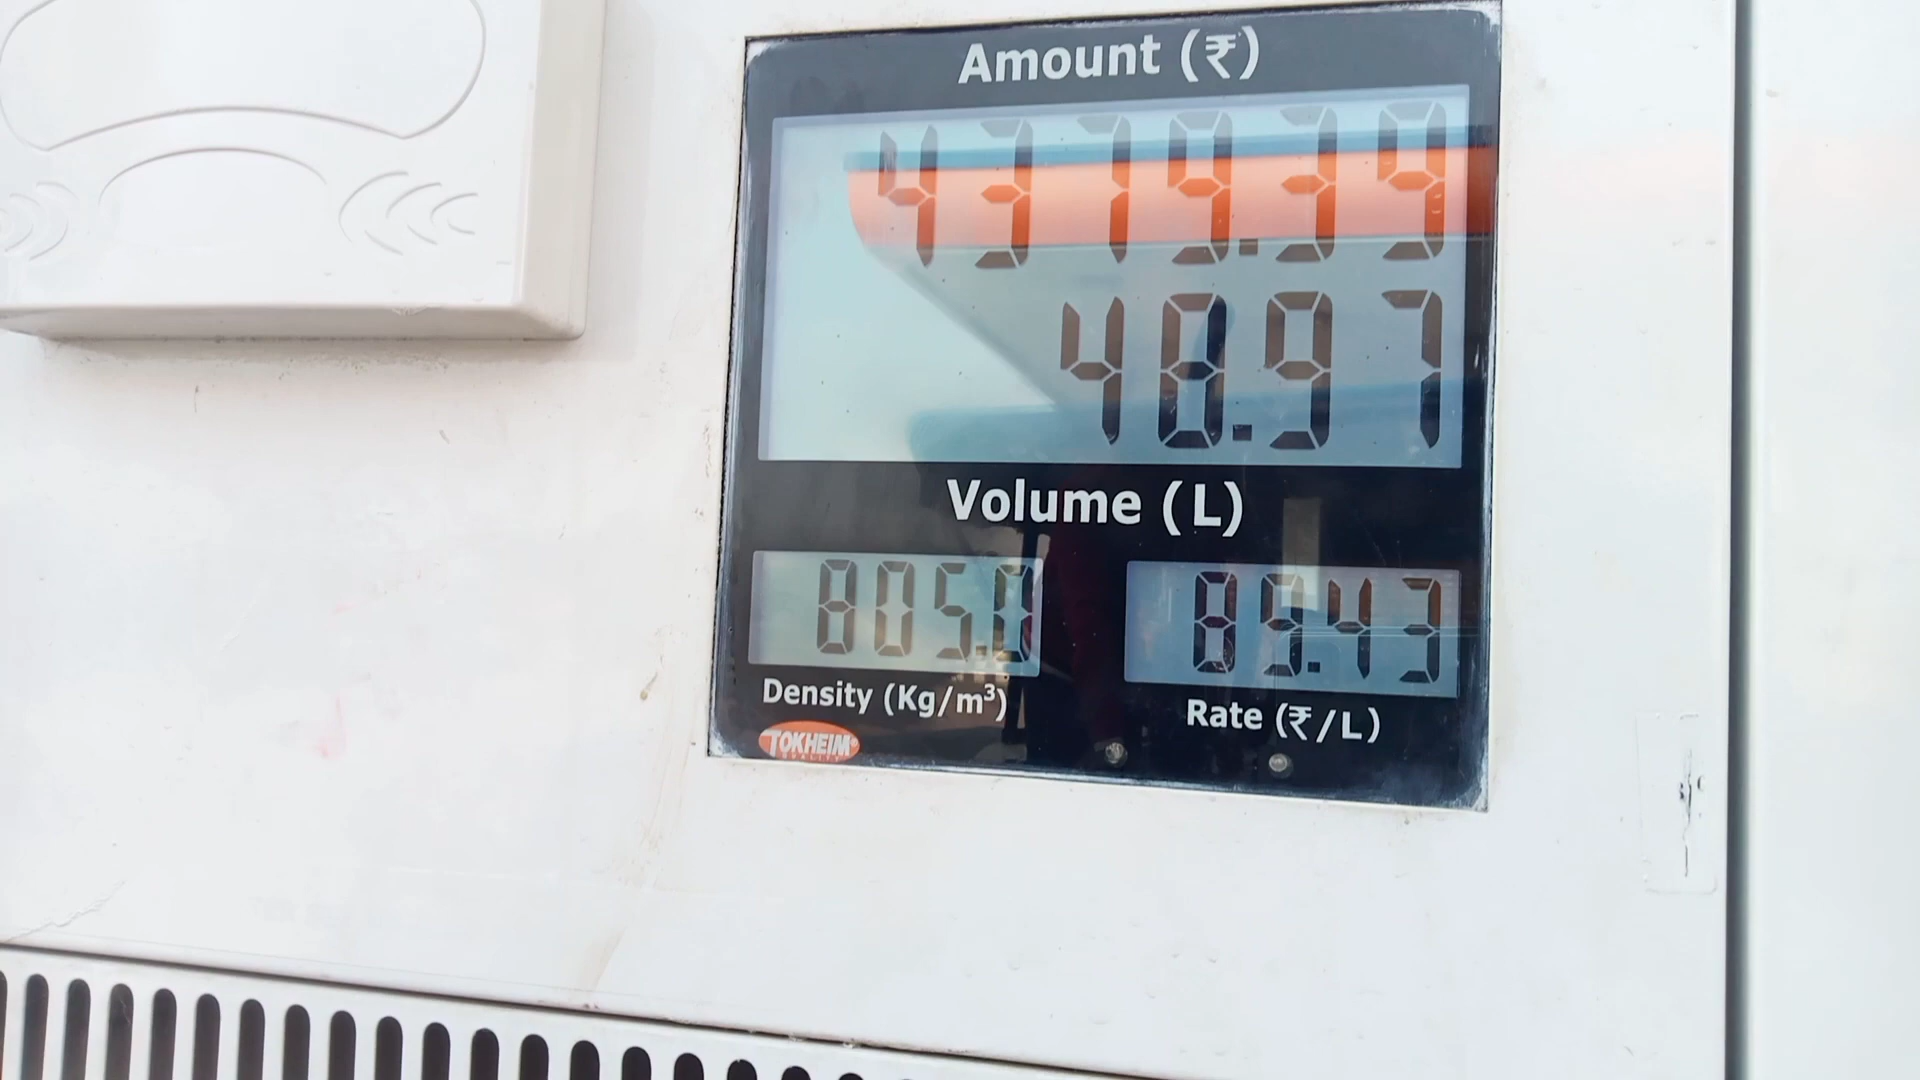 Amount (₹)
4379.39
48.97
Volume (L)
805.0 89.43
Density (Kg/m³) Rate (₹/L)
TOKHEIM®